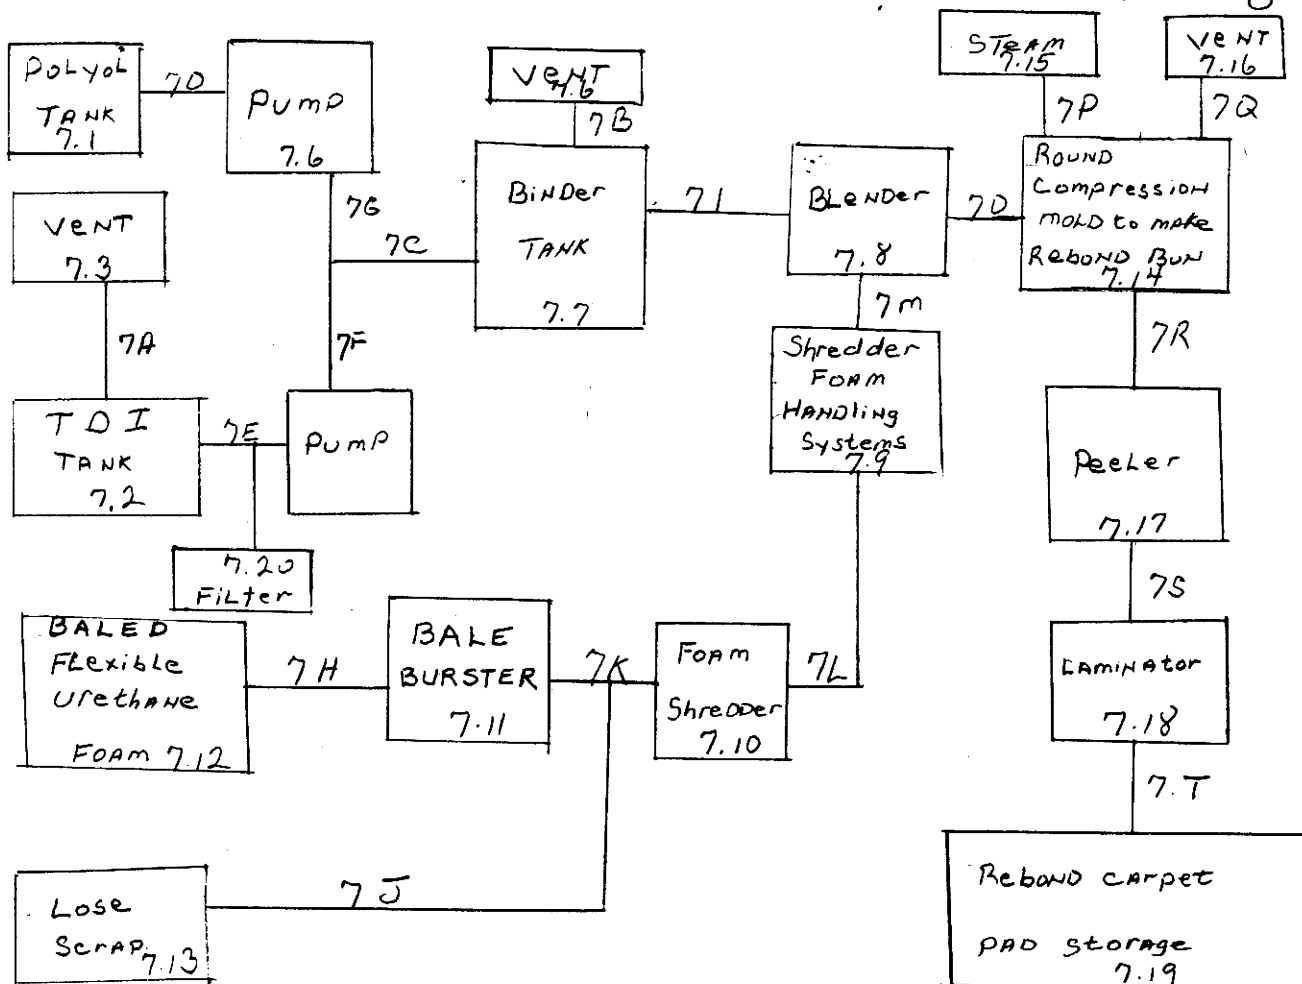 PoLyoL
TANK
7.1
7D
PUMP
7.6
VeNT
7.6
7B
STeAM
7.15
VeNT
7.16
7P
7Q
VeNT
7.3
7A
7G
7C
7F
BiNDer
TANK
7.7
7I
BLeNDer
7.8
7O
ROUND
Compression
MOLD to make
Rebond Bun
7.14
7M
7R
TDI
TANK
7.2
7E
PUMP
7.20
FiLter
Shredder
FOAM
HANDling
Systems
7.9
PeeLer
7.17
7S
BALED
FLexible
UrethANe
FOAM 7.12
7H
BALE
BURSTER
7.11
7K
FOAM
ShreDDer
7.10
7L
LAMiNAtor
7.18
7.T
Lose
ScrAP
7.13
7J
RebOND CArpet
PAD StorAge
7.19